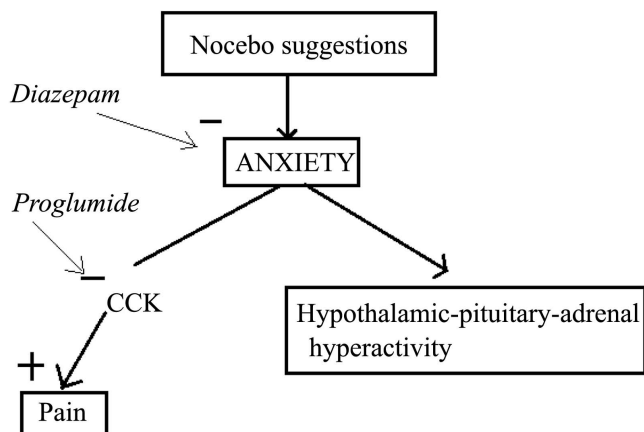 Nocebo suggestions
Diazepam
−
ANXIETY
Proglumide
−
CCK
Hypothalamic-pituitary-adrenal
hyperactivity
+
Pain